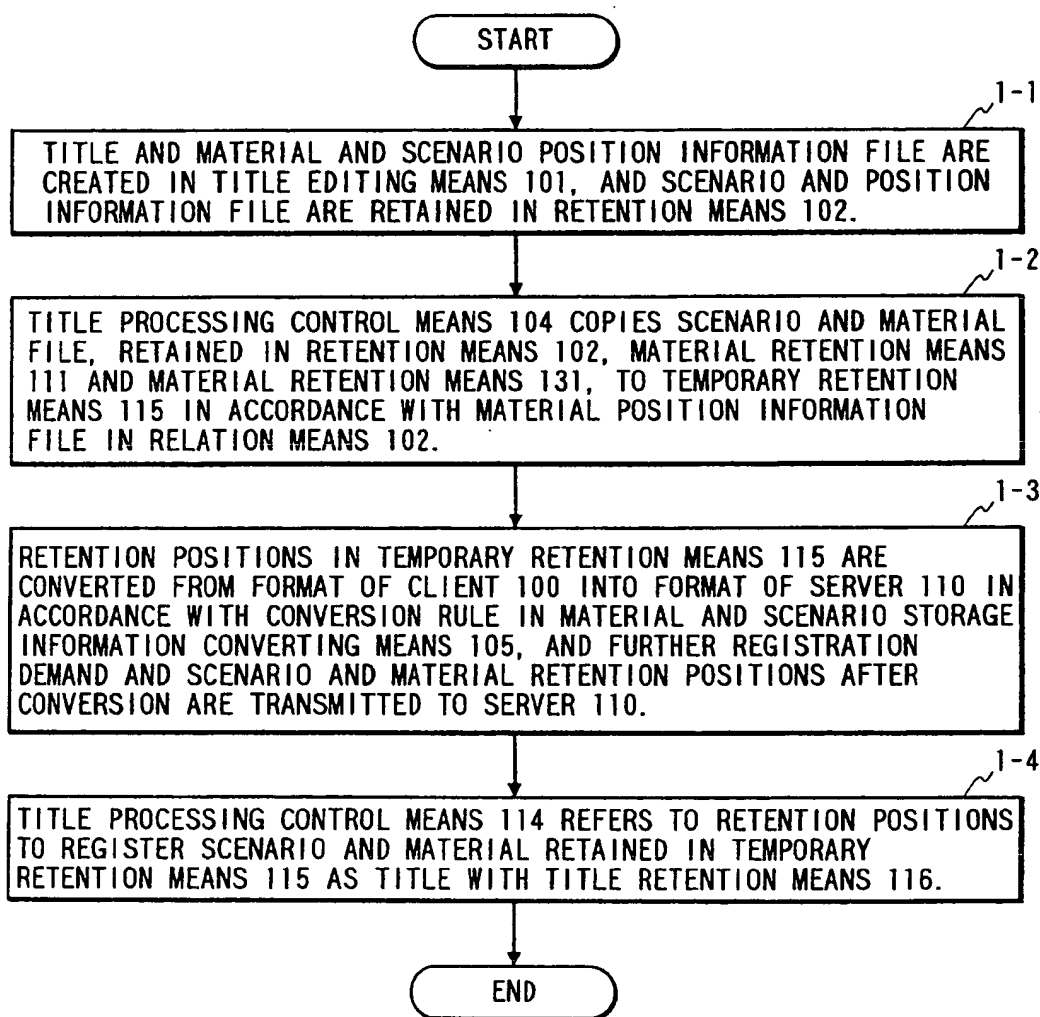 START
1-1
TITLE AND MATERIAL AND SCENARIO POSITION INFORMATION FILE ARE
CREATED IN TITLE EDITING MEANS 101, AND SCENARIO AND POSITION
INFORMATION FILE ARE RETAINED IN RETENTION MEANS 102.
1-2
TITLE PROCESSING CONTROL MEANS 104 COPIES SCENARIO AND MATERIAL
FILE, RETAINED IN RETENTION MEANS 102, MATERIAL RETENTION MEANS
111 AND MATERIAL RETENTION MEANS 131, TO TEMPORARY RETENTION
MEANS 115 IN ACCORDANCE WITH MATERIAL POSITION INFORMATION
FILE IN RELATION MEANS 102.
1-3
RETENTION POSITIONS IN TEMPORARY RETENTION MEANS 115 ARE
CONVERTED FROM FORMAT OF CLIENT 100 INTO FORMAT OF SERVER 110 IN
ACCORDANCE WITH CONVERSION RULE IN MATERIAL AND SCENARIO STORAGE
INFORMATION CONVERTING MEANS 105, AND FURTHER REGISTRATION
DEMAND AND SCENARIO AND MATERIAL RETENTION POSITIONS AFTER
CONVERSION ARE TRANSMITTED TO SERVER 110.
1-4
TITLE PROCESSING CONTROL MEANS 114 REFERS TO RETENTION POSITIONS
TO REGISTER SCENARIO AND MATERIAL RETAINED IN TEMPORARY
RETENTION MEANS 115 AS TITLE WITH TITLE RETENTION MEANS 116.
END